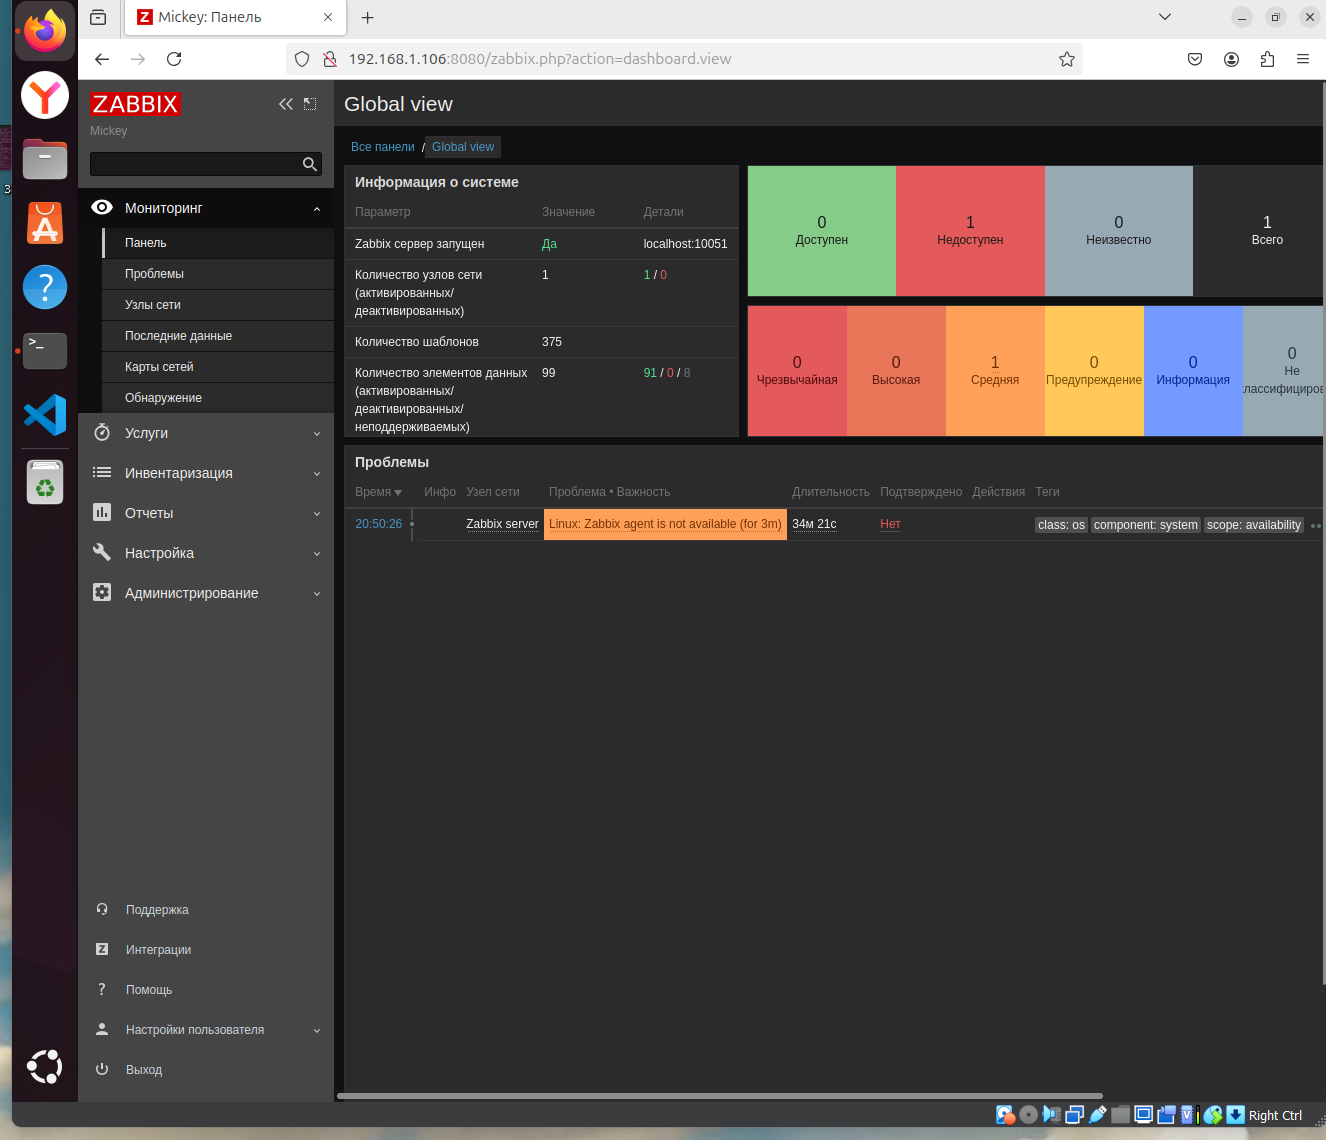 Mickey: Панель
192.168.1.106:8080/zabbix.php?action=dashboard.view
ZABBIX
Mickey
Мониторинг
Панель
Проблемы
Узлы сети
Последние данные
Карты сетей
Обнаружение
Услуги
Инвентаризация
Отчеты
Настройка
Администрирование
Поддержка
Интеграции
Помощь
Настройки пользователя
Выход
Global view
Все панели / Global view
Информация о системе
Параметр Значение Детали
Zabbix сервер запущен Да localhost:10051
Количество узлов сети 1 1 / 0
(активированных/
деактивированных)
Количество шаблонов 375
Количество элементов данных 99 91 / 0 / 8
(активированных/
деактивированных/
неподдерживаемых)
0 1 0 1
Доступен Недоступен Неизвестно Всего
0 0 1 0 0 0
Чрезвычайная Высокая Средняя Предупреждение Информация Не
лассифициров
Проблемы
Время Инфо Узел сети Проблема • Важность Длительность Подтверждено Действия Теги
20:50:26 Zabbix server Linux: Zabbix agent is not available (for 3m) 34м 21с Нет class: os component: system scope: availability
Right Ctrl